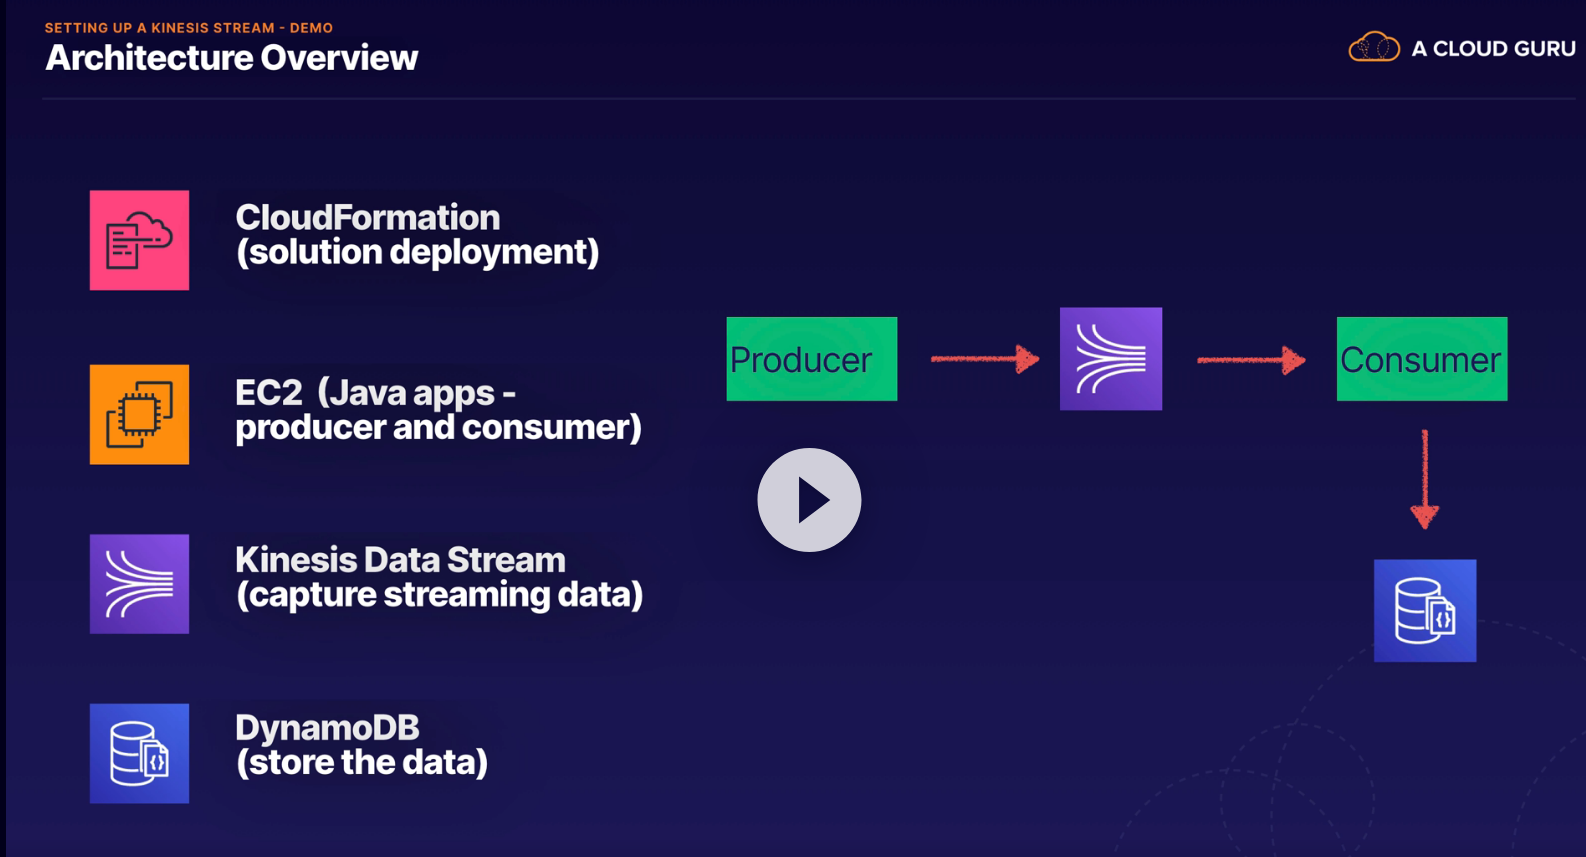 SETTING UP A KINESIS STREAM - DEMO
Architecture Overview
A CLOUD GURU
CloudFormation
(solution deployment)
EC2  (Java apps -
producer and consumer)
Kinesis Data Stream
(capture streaming data)
DynamoDB
(store the data)
Producer
Consumer